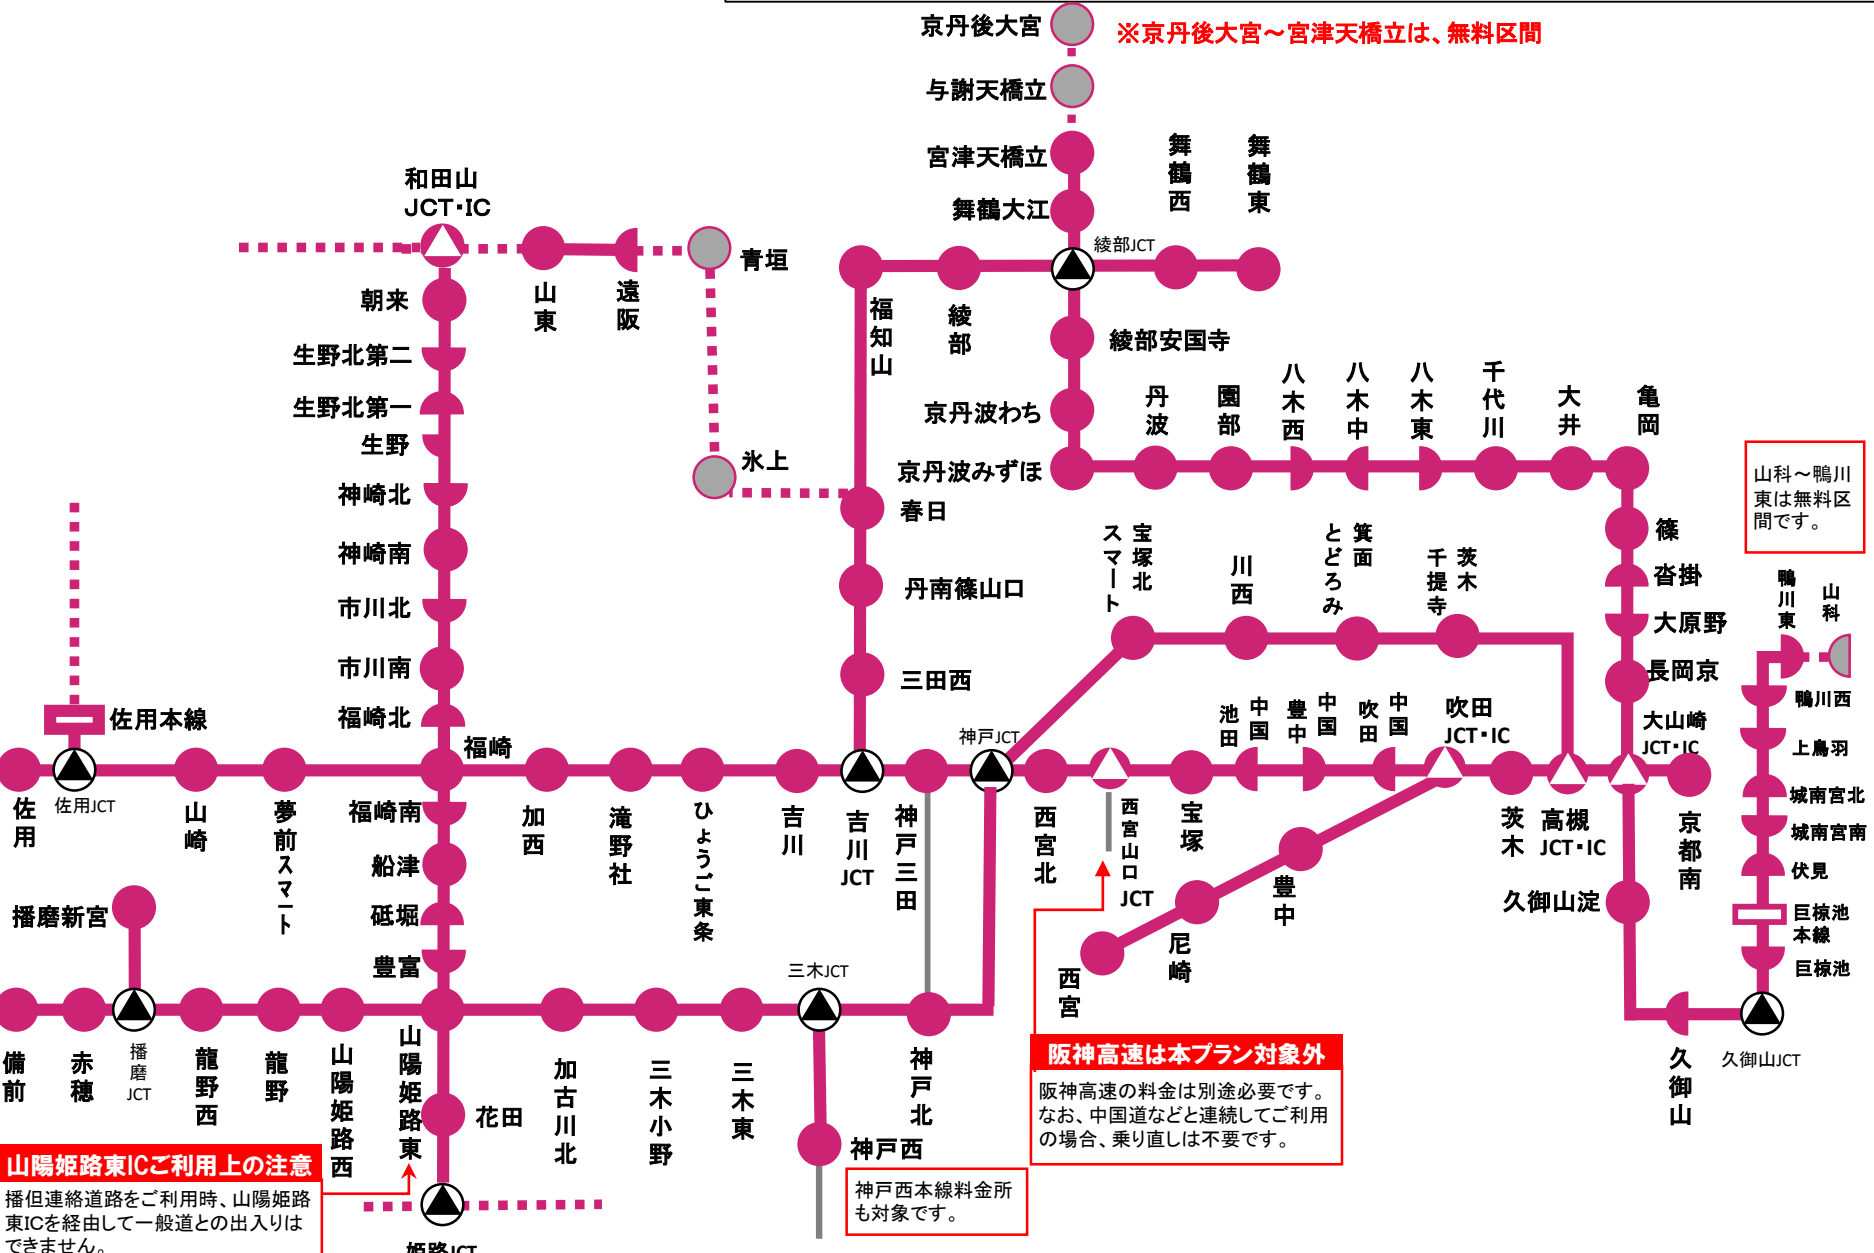 京丹後大宮
※京丹後大宮～宮津天橋立は、無料区間
与謝天橋立
宮津天橋立
舞鶴大江
舞鶴西
舞鶴東
綾部JCT
和田山
JCT・IC
山東
遠阪
青垣
氷上
朝来
生野北第二
生野北第一
生野
神崎北
神崎南
市川北
市川南
福崎北
福崎
福知山
綾部
綾部安国寺
京丹波わち
京丹波みずほ
丹波
園部
八木西
八木中
八木東
千代川
大井
亀岡
篠
沓掛
大原野
長岡京
大山崎
JCT・IC
山科～鴨川
東は無料区
間です。
鴨川東
山科
鴨川西
上鳥羽
城南宮北
城南宮南
伏見
巨椋池
本線
巨椋池
久御山JCT
久御山
久御山淀
京都南
春日
丹南篠山口
三田西
宝塚北
スマート
川西
箕面
とどろみ
茨木
千提寺
佐用本線
佐用
佐用JCT
山崎
夢前スマート
福崎南
船津
砥堀
豊富
加西
滝野社
ひょうご東条
吉川
吉川
JCT
神戸三田
神戸JCT
西宮北
西宮山口
JCT
宝塚
中国
池田
中国
豊中
中国
吹田
吹田
JCT・IC
茨木
高槻
JCT・IC
豊中
尼崎
西宮
播磨新宮
備前
赤穂
播磨
JCT
龍野西
龍野
山陽姫路西
山陽姫路東
加古川北
三木小野
三木東
三木JCT
神戸北
神戸西
花田
姫路JCT
神戸西本線料金所
も対象です。
阪神高速は本プラン対象外
阪神高速の料金は別途必要です。
なお、中国道などと連続してご利用
の場合、乗り直しは不要です。
山陽姫路東ICご利用上の注意
播但連絡道路をご利用時、山陽姫路
東ICを経由して一般道との出入りは
できません。